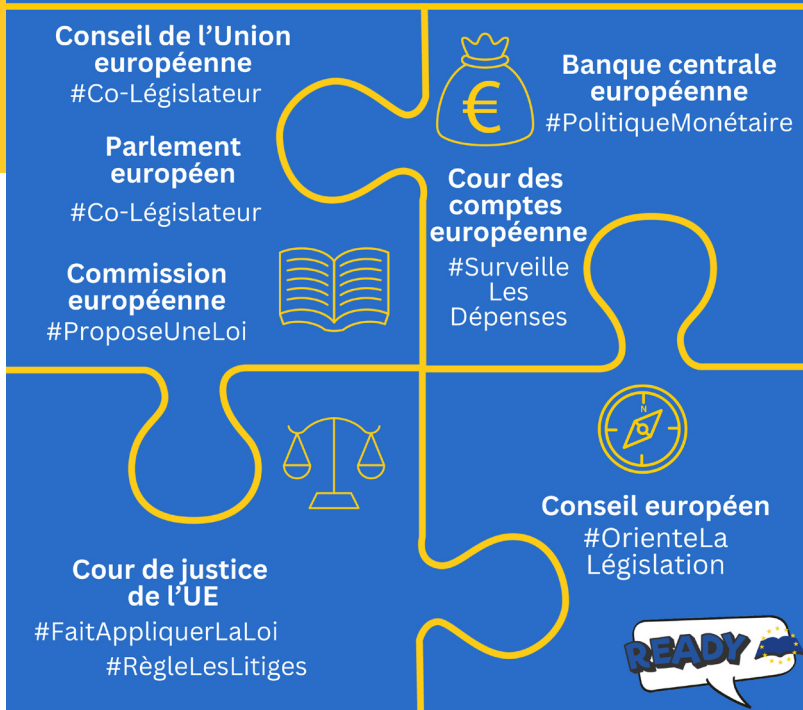 Conseil de l’Union
européenne
#Co-Législateur
Parlement
européen
#Co-Législateur
Commission
européenne
#ProposeUneLoi
€
Banque centrale
européenne
#PolitiqueMonétaire
Cour des
comptes
européenne
#Surveille
Les
Dépenses
Cour de justice
de l’UE
#FaitAppliquerLaLoi
#RègleLesLitiges
N
Conseil européen
#OrienteLa
Législation
READY